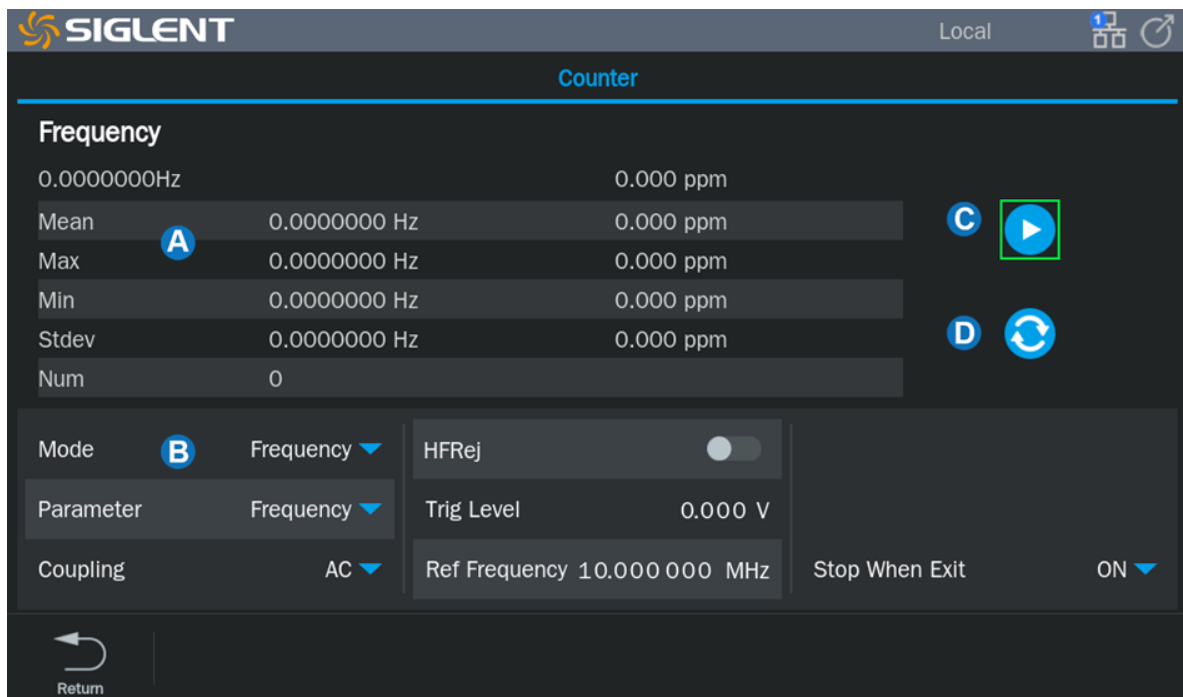 SIGLENT Local 1
Counter
Frequency
0.0000000Hz 0.000 ppm
Mean 0.0000000 Hz 0.000 ppm
A C
Max 0.0000000 Hz 0.000 ppm
Min 0.0000000 Hz 0.000 ppm
Stdev 0.0000000 Hz 0.000 ppm D
Num 0
Mode B Frequency HFRej
Parameter Frequency Trig Level 0.000 V
Coupling AC Ref Frequency 10.000 000 MHz Stop When Exit ON
Return